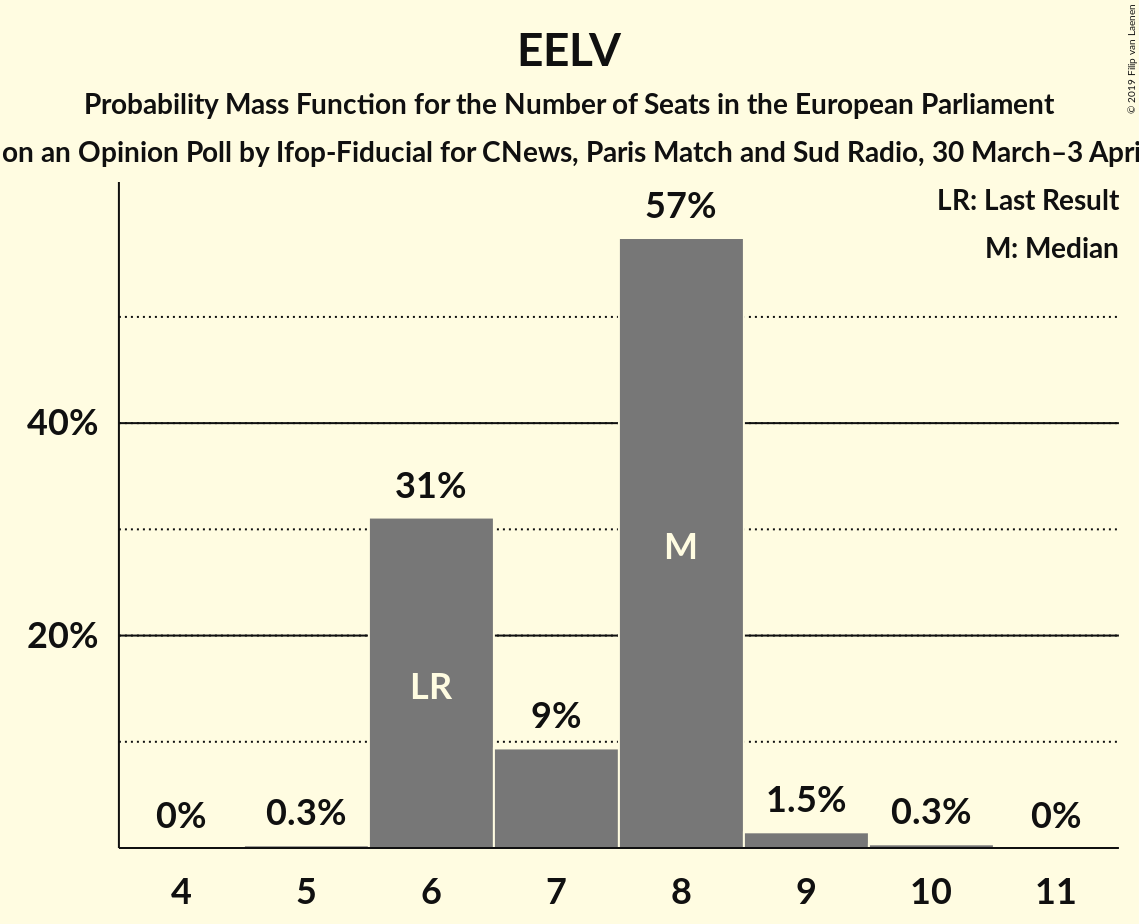 EELV
Probability Mass Function for the Number of Seats in the European Parliament
on an Opinion Poll by Ifop-Fiducial for CNews, Paris Match and Sud Radio, 30 March–3 Apri
© 2019 Filip van Laenen
LR: Last Result
M: Median
57%
40%
31%
M
20%
LR
9%
0%
0.3%
1.5%
0.3%
0%
4 5 6 7 8 9 10 11